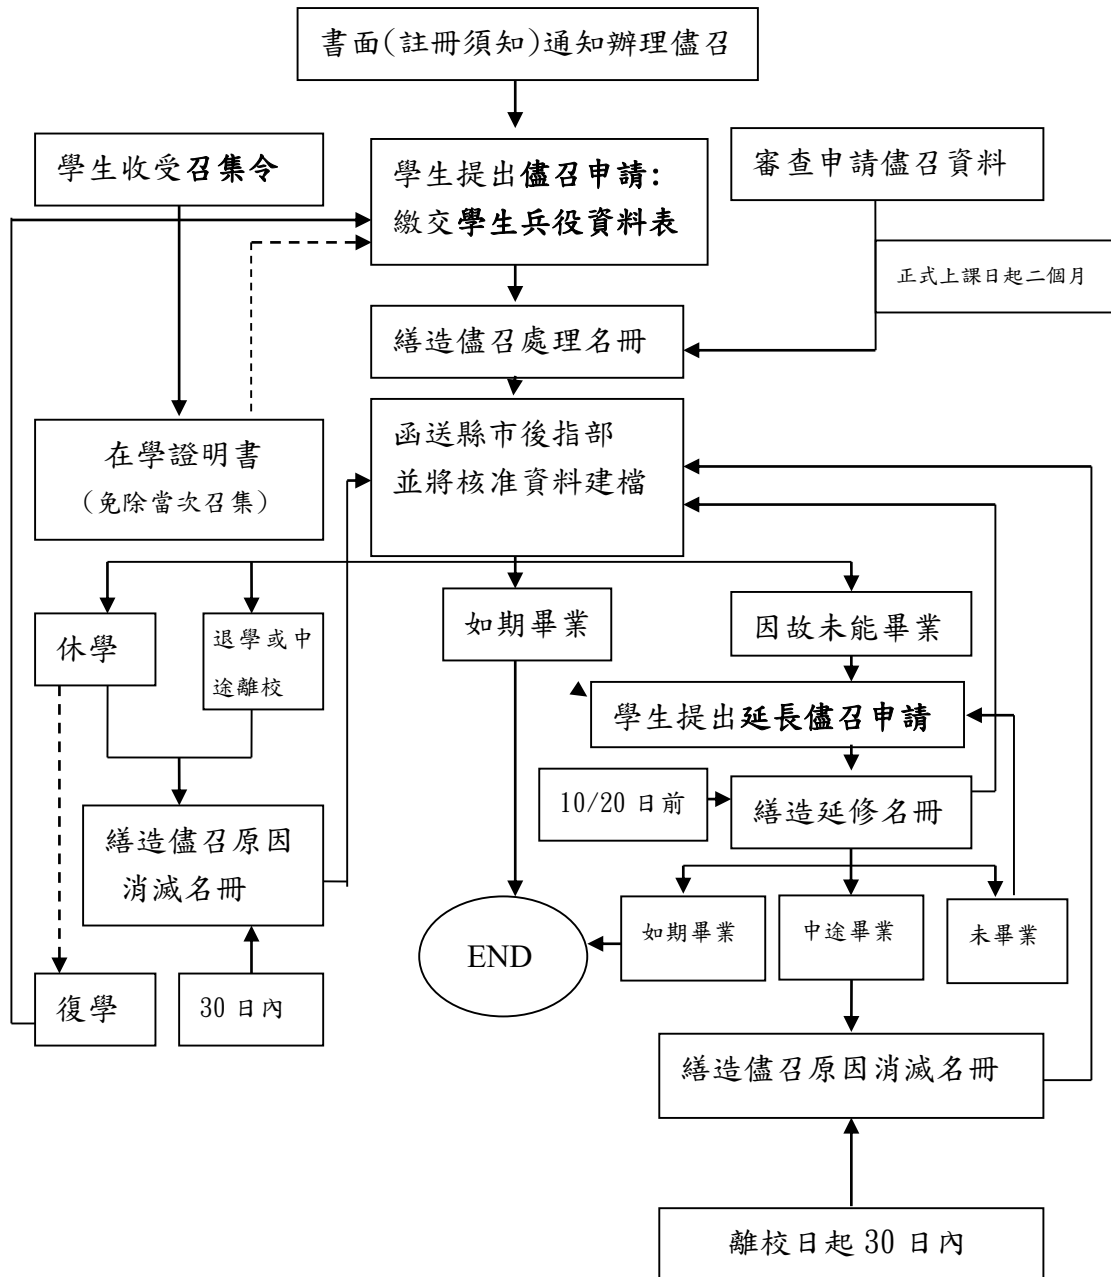 書面(註冊須知)通知辦理儘召
學生收受召集令
學生提出儘召申請:
繳交學生兵役資料表
審查申請儘召資料
正式上課日起二個月
繕造儘召處理名冊
在學證明書
(免除當次召集)
函送縣市後指部
並將核准資料建檔
休學
退學或中
途離校
如期畢業
因故未能畢業
學生提出延長儘召申請
10/20 日前
繕造延修名冊
繕造儘召原因
消滅名冊
END
如期畢業
中途畢業
未畢業
復學
30 日內
繕造儘召原因消滅名冊
離校日起 30 日內